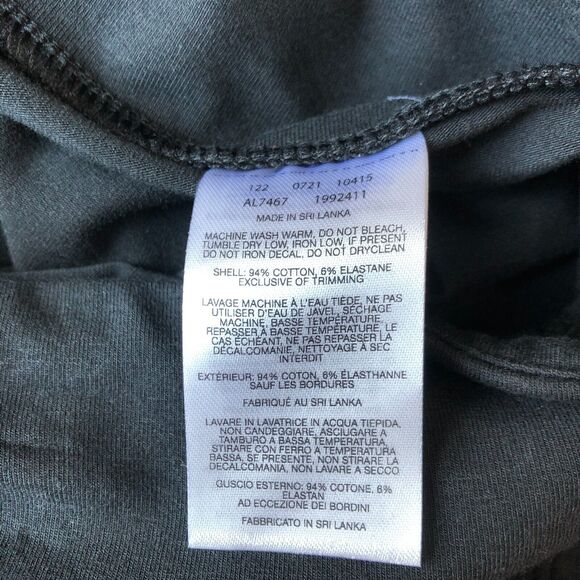 122 0721 10415
AL7467 1992411
MADE IN SRI LANKA
MACHINE WASH WARM, DO NOT BLEACH,
TUMBLE DRY LOW, IRON LOW, IF PRESENT
DO NOT IRON DECAL, DO NOT DRYCLEAN
SHELL: 94% COTTON, 6% ELASTANE
EXCLUSIVE OF TRIMMING
LAVAGE MACHINE À L'EAU TIÈDE, NE PAS
UTILISER D'EAU DE JAVEL, SÉCHAGE
MACHINE, BASSE TEMPÉRATURE,
REPASSER À BASSE TEMPÉRATURE, LE
CAS ÉCHÉANT, NE PAS REPASSER LA
DÉCALCOMANIE, NETTOYAGE À SEC
INTERDIT
EXTÉRIEUR: 94% COTON, 6% ÉLASTHANNE
SAUF LES BORDURES
FABRIQUÉ AU SRI LANKA
LAVARE IN LAVATRICE IN ACQUA TIEPIDA,
NON CANDEGGIARE, ASCIUGARE A
TAMBURO A BASSA TEMPERATURA,
STIRARE CON FERRO A TEMPERATURA
BASSA, SE PRESENTE, NON STIRARE LA
DECALCOMANIA, NON LAVARE A SECCO
GUSCIO ESTERNO: 94% COTONE, 6%
ELASTAN
AD ECCEZIONE DEI BORDINI
FABBRICATO IN SRI LANKA